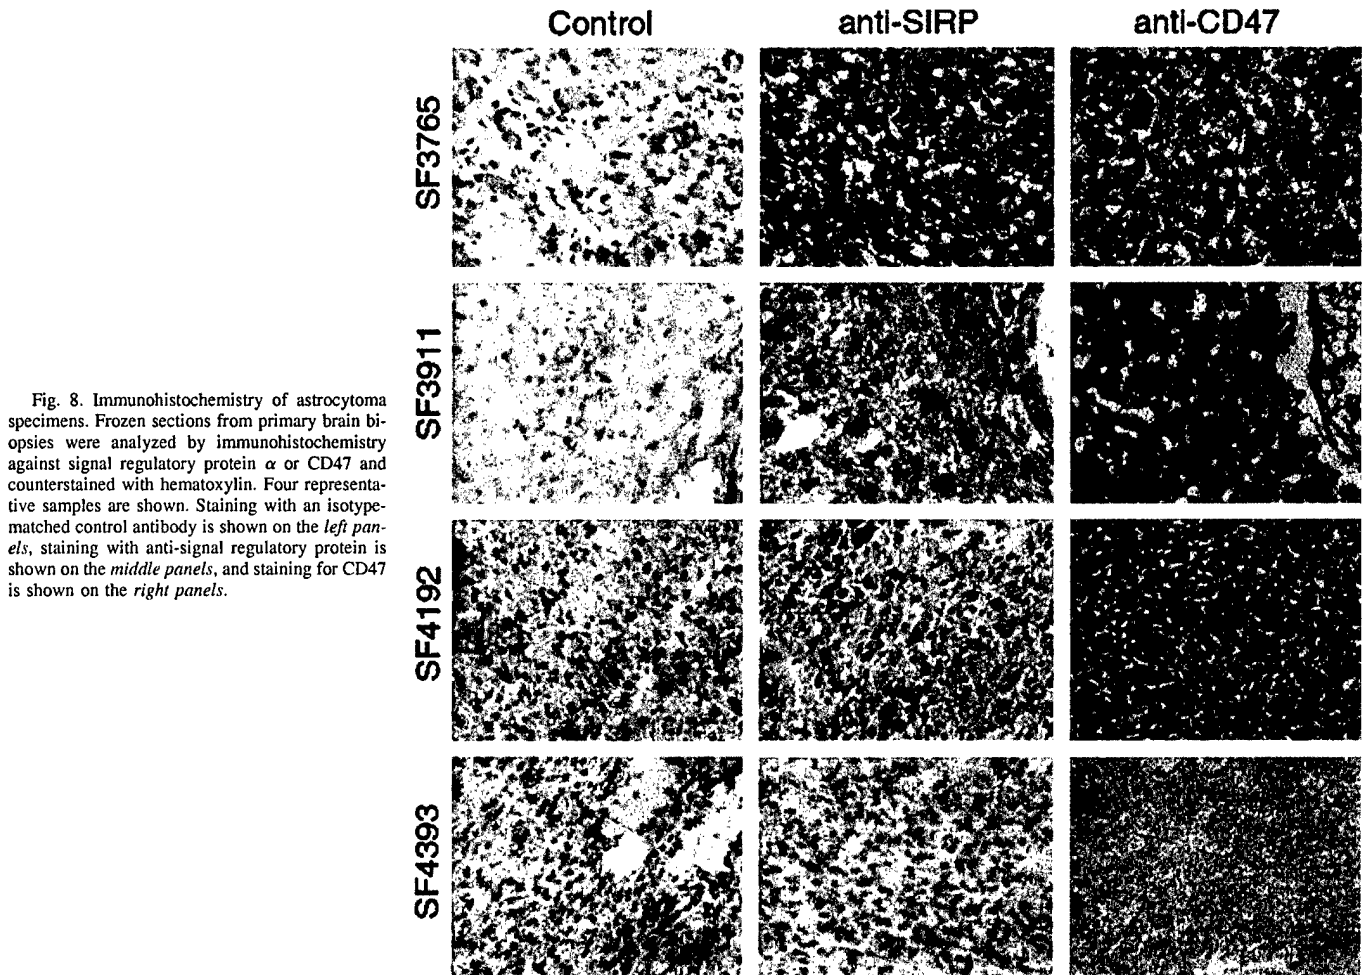 Control
anti-SIRP
anti-CD47
SF3765
SF3911
SF4192
SF4393
Fig. 8. Immunohistochemistry of astrocytoma
specimens. Frozen sections from primary brain bi-
opsies were analyzed by immunohistochemistry
against signal regulatory protein α or CD47 and
counterstained with hematoxylin. Four representa-
tive samples are shown. Staining with an isotype-
matched control antibody is shown on the left pan-
els, staining with anti-signal regulatory protein is
shown on the middle panels, and staining for CD47
is shown on the right panels.